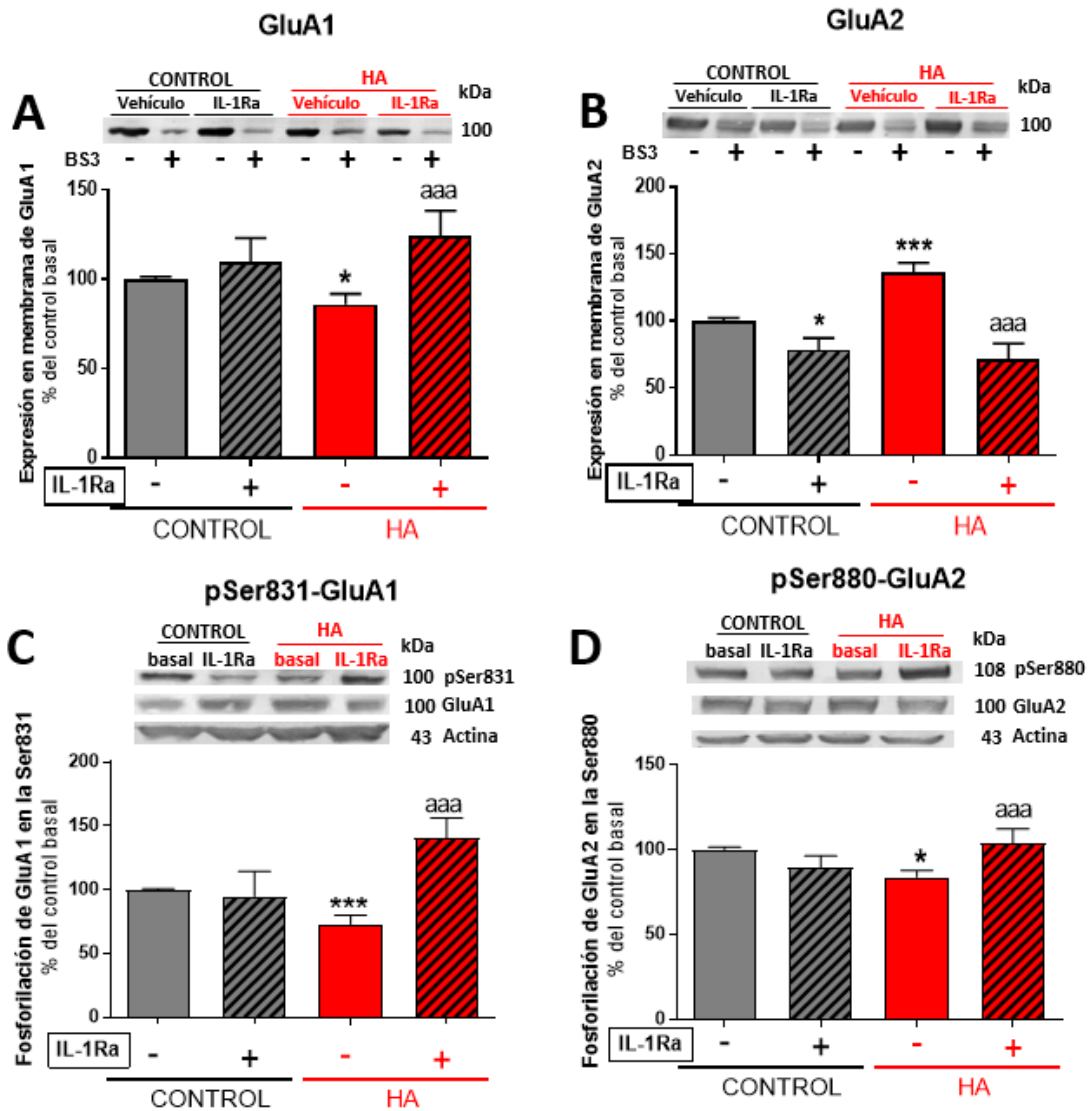 GluA1
CONTROL HA kDa
Vehículo IL-1Ra Vehículo IL-1Ra
A
100
BS3 - + - + - + - +
Expresión en membrana de GluA1
% del control basal
150
100
50
0
* aaa
IL-1Ra - + - +
CONTROL HA
GluA2
CONTROL HA kDa
Vehículo IL-1Ra Vehículo IL-1Ra
B
100
BS3 - + - + - + - +
Expresión en membrana de GluA2
% del control basal
200
150
100
50
0
* *** aaa
IL-1Ra - + - +
CONTROL HA
pSer831-GluA1
C
CONTROL HA kDa
basal IL-1Ra basal IL-1Ra
100 pSer831
100 GluA1
43 Actina
Fosforilación de GluA1 en la Ser831
% del control basal
200
150
100
50
0
*** aaa
IL-1Ra - + - +
CONTROL HA
pSer880-GluA2
D
CONTROL HA kDa
basal IL-1Ra basal IL-1Ra
108 pSer880
100 GluA2
43 Actina
Fosforilación de GluA2 en la Ser880
% del control basal
150
100
50
0
* aaa
IL-1Ra - + - +
CONTROL HA